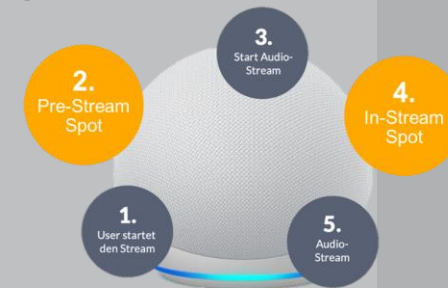 1.
User startet
den Stream
2.
Pre-Stream
Spot
3.
Start Audio-
Stream
4.
In-Stream
Spot
5.
Audio-
Stream